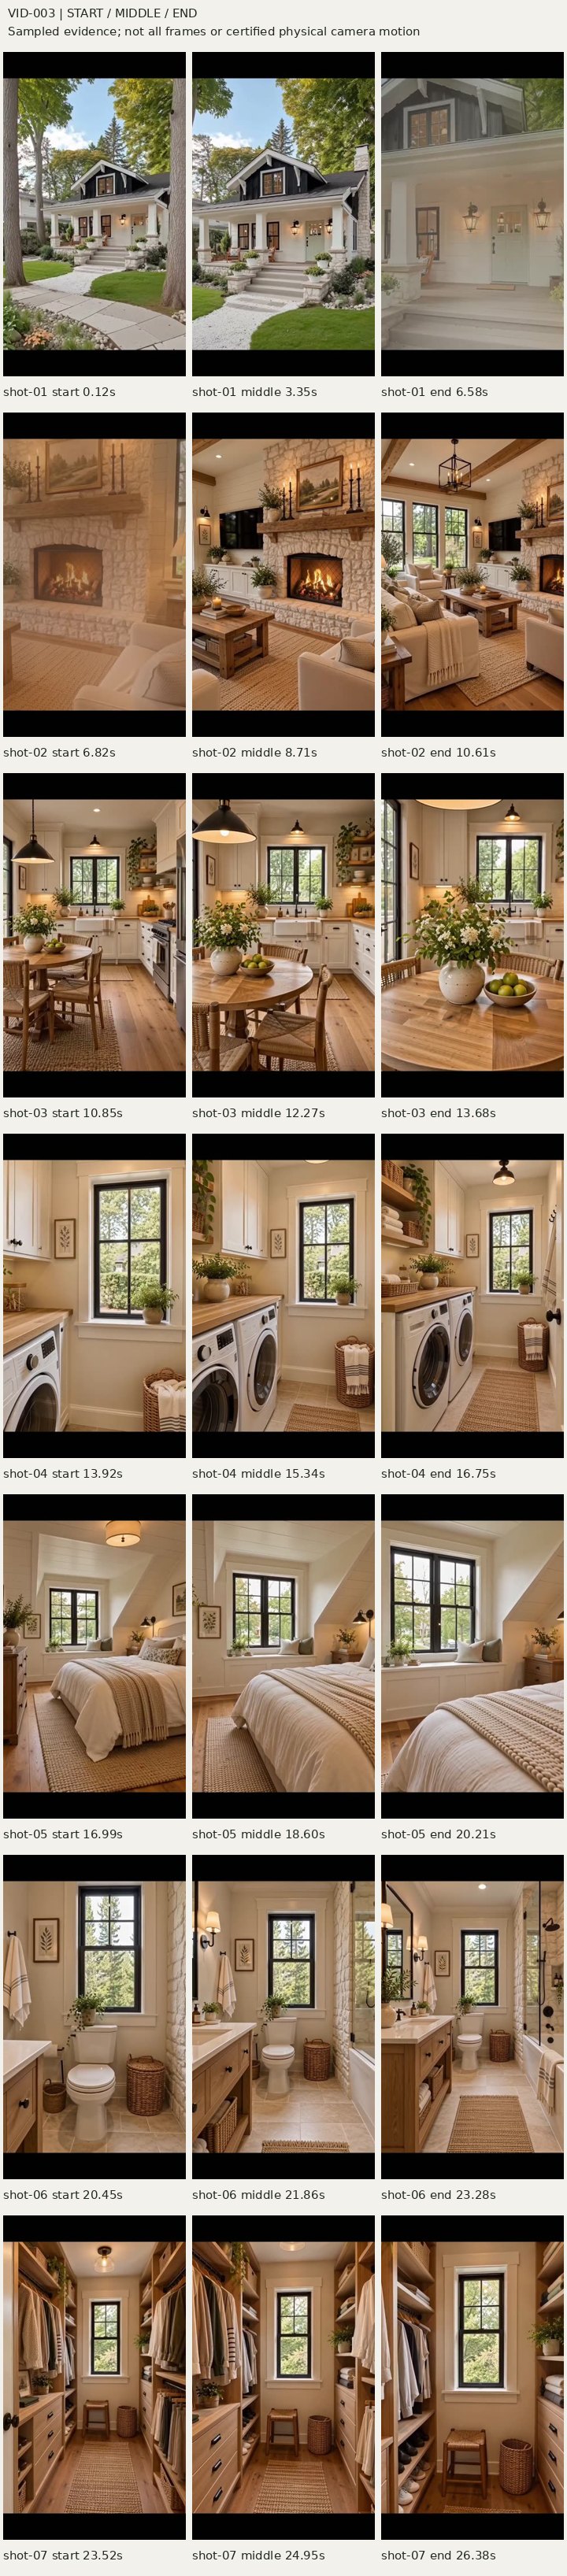 VID-003 | START / MIDDLE / END
Sampled evidence; not all frames or certified physical camera motion
shot-01 start 0.12s
shot-01 middle 3.35s
shot-01 end 6.58s
shot-02 start 6.82s
shot-02 middle 8.71s
shot-02 end 10.61s
shot-03 start 10.85s
shot-03 middle 12.27s
shot-03 end 13.68s
shot-04 start 13.92s
shot-04 middle 15.34s
shot-04 end 16.75s
shot-05 start 16.99s
shot-05 middle 18.60s
shot-05 end 20.21s
shot-06 start 20.45s
shot-06 middle 21.86s
shot-06 end 23.28s
shot-07 start 23.52s
shot-07 middle 24.95s
shot-07 end 26.38s